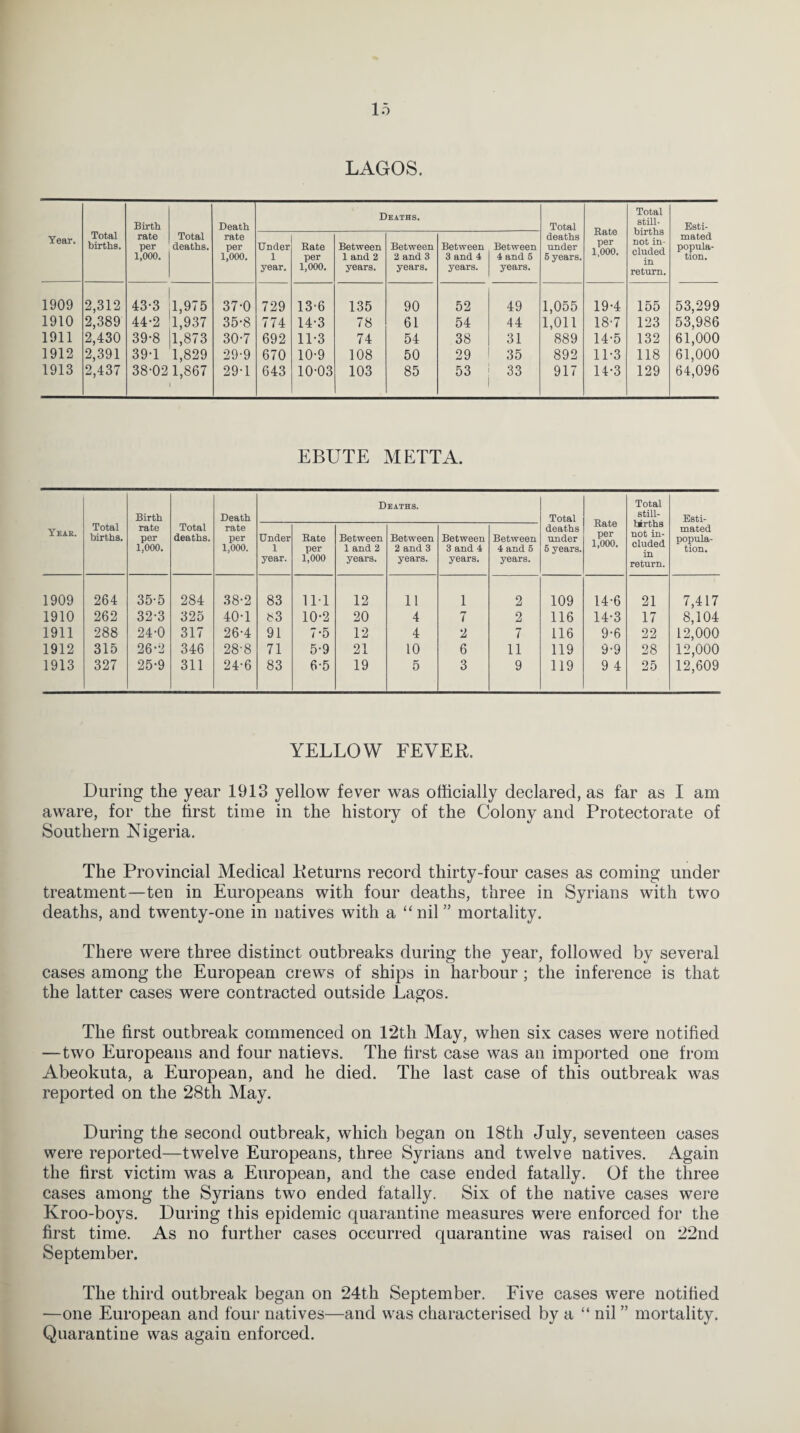 15
LAGOS.
Year. | Total births. | Birth rate per 1,000. | Total deaths. | Death rate per 1,000. | Deaths. | Total deaths under 5 years. | Rate per 1,000. | Total still-births not in-cluded in return. | Esti-mated popula-tion.
Under 1 year. | Rate per 1,000. | Between 1 and 2 years. | Between 2 and 3 years. | Between 3 and 4 years. | Between 4 and 5 years.
1909 | 2,312 | 43·3 | 1,975 | 37·0 | 729 | 13·6 | 135 | 90 | 52 | 49 | 1,055 | 19·4 | 155 | 53,299
1910 | 2,389 | 44·2 | 1,937 | 35·8 | 774 | 14·3 | 78 | 61 | 54 | 44 | 1,011 | 18·7 | 123 | 53,986
1911 | 2,430 | 39·8 | 1,873 | 30·7 | 692 | 11·3 | 74 | 54 | 38 | 31 | 889 | 14·5 | 132 | 61,000
1912 | 2,391 | 39·1 | 1,829 | 29·9 | 670 | 10·9 | 108 | 50 | 29 | 35 | 892 | 11·3 | 118 | 61,000
1913 | 2,437 | 38·02 | 1,867 | 29·1 | 643 | 10·03 | 103 | 85 | 53 | 33 | 917 | 14·3 | 129 | 64,096
EBUTE METTA.
Year. | Total births. | Birth rate per 1,000. | Total deaths. | Death rate per 1,000. | Deaths. | Total deaths under 5 years. | Rate per 1,000. | Total still-births not in-cluded in return. | Esti-mated popula-tion.
Under 1 year. | Rate per 1,000 | Between 1 and 2 years. | Between 2 and 3 years. | Between 3 and 4 years. | Between 4 and 5 years.
1909 | 264 | 35·5 | 284 | 38·2 | 83 | 11·1 | 12 | 11 | 1 | 2 | 109 | 14·6 | 21 | 7,417
1910 | 262 | 32·3 | 325 | 40·1 | 83 | 10·2 | 20 | 4 | 7 | 2 | 116 | 14·3 | 17 | 8,104
1911 | 288 | 24·0 | 317 | 26·4 | 91 | 7·5 | 12 | 4 | 2 | 7 | 116 | 9·6 | 22 | 12,000
1912 | 315 | 26·2 | 346 | 28·8 | 71 | 5·9 | 21 | 10 | 6 | 11 | 119 | 9·9 | 28 | 12,000
1913 | 327 | 25·9 | 311 | 24·6 | 83 | 6·5 | 19 | 5 | 3 | 9 | 119 | 9 4 | 25 | 12,609
YELLOW FEVER.
During the year 1913 yellow fever was officially declared, as far as I am
aware, for the first time in the history of the Colony and Protectorate of
Southern Nigeria.
The Provincial Medical Returns record thirty-four cases as coming under
treatment—ten in Europeans with four deaths, three in Syrians with two
deaths, and twenty-one in natives with a “ nil ” mortality.
There were three distinct outbreaks during the year, followed by several
cases among the European crews of ships in harbour ; the inference is that
the latter cases were contracted outside Lagos.
The first outbreak commenced on 12th May, when six cases were notified
—two Europeans and four natievs. The first case was an imported one from
Abeokuta, a European, and he died. The last case of this outbreak was
reported on the 28th May.
During the second outbreak, which began on 18th July, seventeen cases
were reported—twelve Europeans, three Syrians and twelve natives. Again
the first victim was a European, and the case ended fatally. Of the three
cases among the Syrians two ended fatally. Six of the native cases were
Kroo-boys. During this epidemic quarantine measures were enforced for the
first time. As no further cases occurred quarantine was raised on 22nd
September.
The third outbreak began on 24th September. Five cases were notified
—one European and four natives—and was characterised by a “ nil ” mortality.
Quarantine was again enforced.